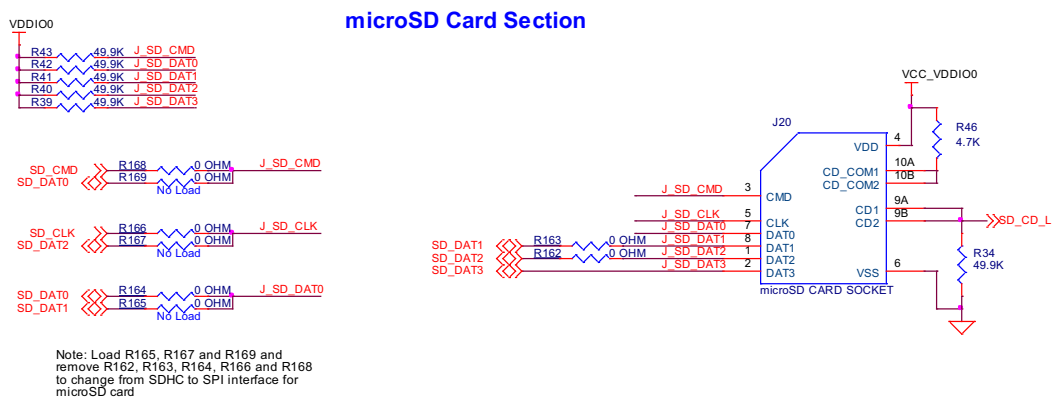 microSD Card Section
VDDIO0
R43 49.9K J_SD_CMD
R42 49.9K J_SD_DAT0
R41 49.9K J_SD_DAT1
R40 49.9K J_SD_DAT2
R39 49.9K J_SD_DAT3
SD_CMD R168 0 OHM J_SD_CMD
SD_DAT0 R169 0 OHM
No Load
SD_CLK R166 0 OHM J_SD_CLK
SD_DAT2 R167 0 OHM
No Load
SD_DAT0 R164 0 OHM J_SD_DAT0
SD_DAT1 R165 0 OHM
No Load
Note: Load R165, R167 and R169 and
remove R162, R163, R164, R166 and R168
to change from SDHC to SPI interface for
microSD card
VCC_VDDIO0
R46
4.7K
J20
4 VDD
10A CD_COM1
10B CD_COM2
J_SD_CMD 3 CMD
9A CD1
9B CD2 SD_CD_L
J_SD_CLK 5 CLK
J_SD_DAT0 7 DAT0
SD_DAT1 R163 0 OHM J_SD_DAT1 8 DAT1
SD_DAT2 R162 0 OHM J_SD_DAT2 1 DAT2
SD_DAT3 J_SD_DAT3 2 DAT3
6 VSS
R34
49.9K
microSD CARD SOCKET